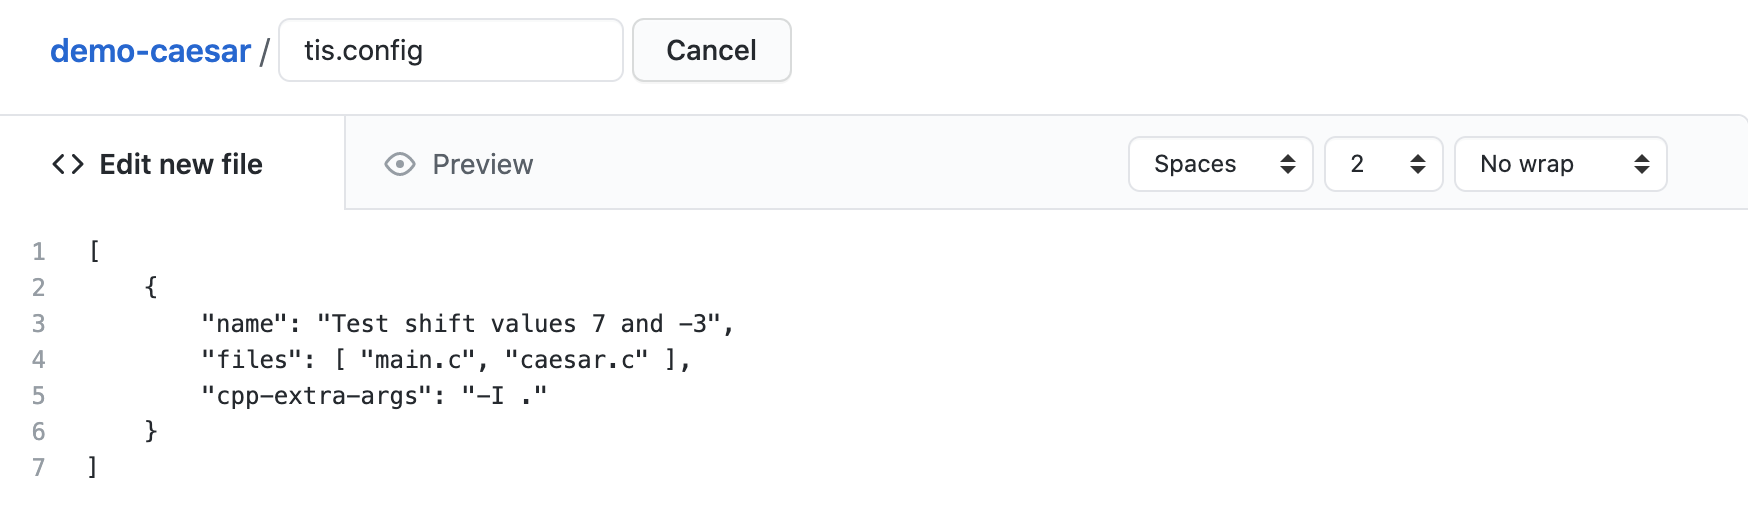 demo-caesar / tis.config Cancel
<> Edit new file Preview Spaces 2 No wrap
1 [
2     {
3         "name": "Test shift values 7 and -3",
4         "files": [ "main.c", "caesar.c" ],
5         "cpp-extra-args": "-I ."
6     }
7 ]